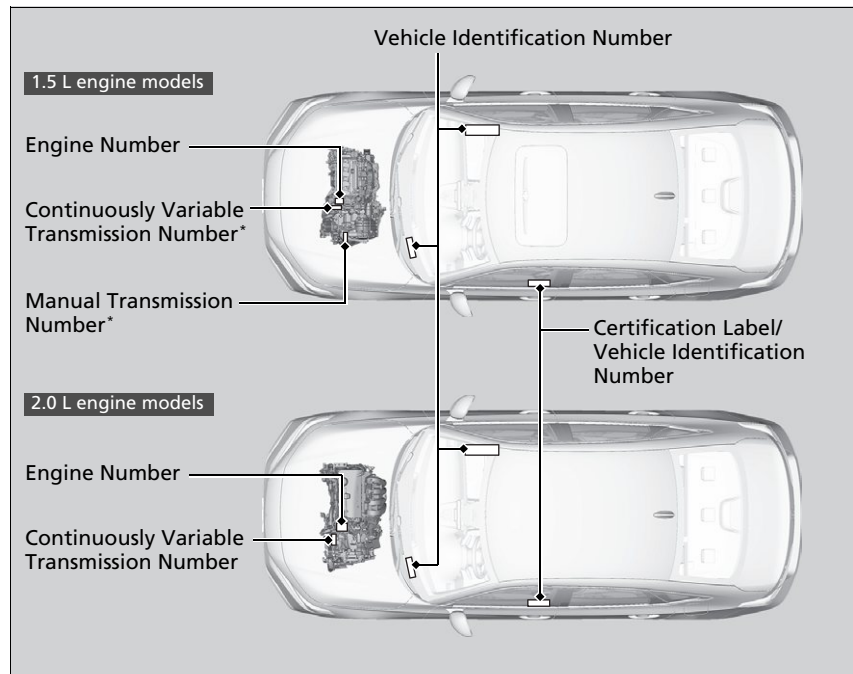 Vehicle Identification Number
1.5 L engine models
Engine Number
Continuously Variable
Transmission Number*
Manual Transmission
Number*
Certification Label/
Vehicle Identification
Number
2.0 L engine models
Engine Number
Continuously Variable
Transmission Number